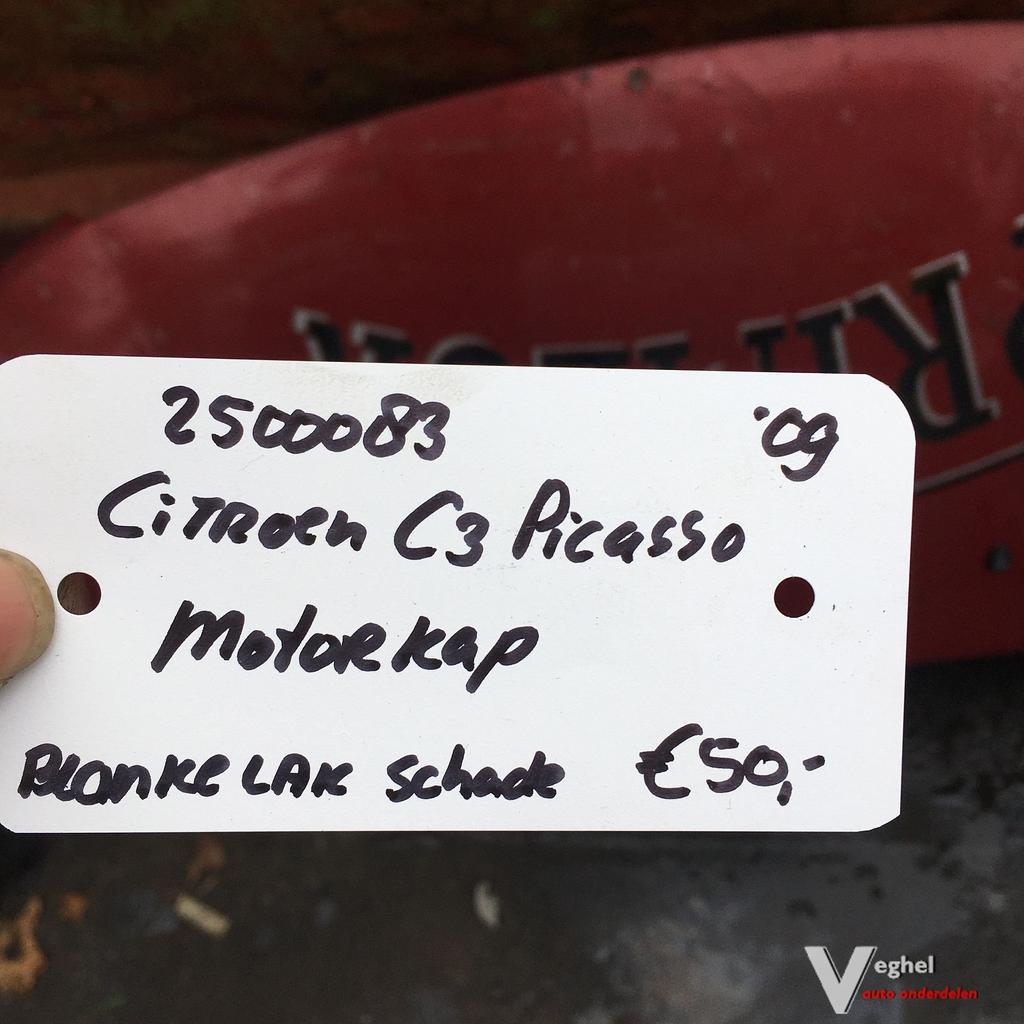 2500083 '09
Citroen C3 Picasso
Motorkap
Blanke LAK schade €50,-
Veghel
auto onderdelen